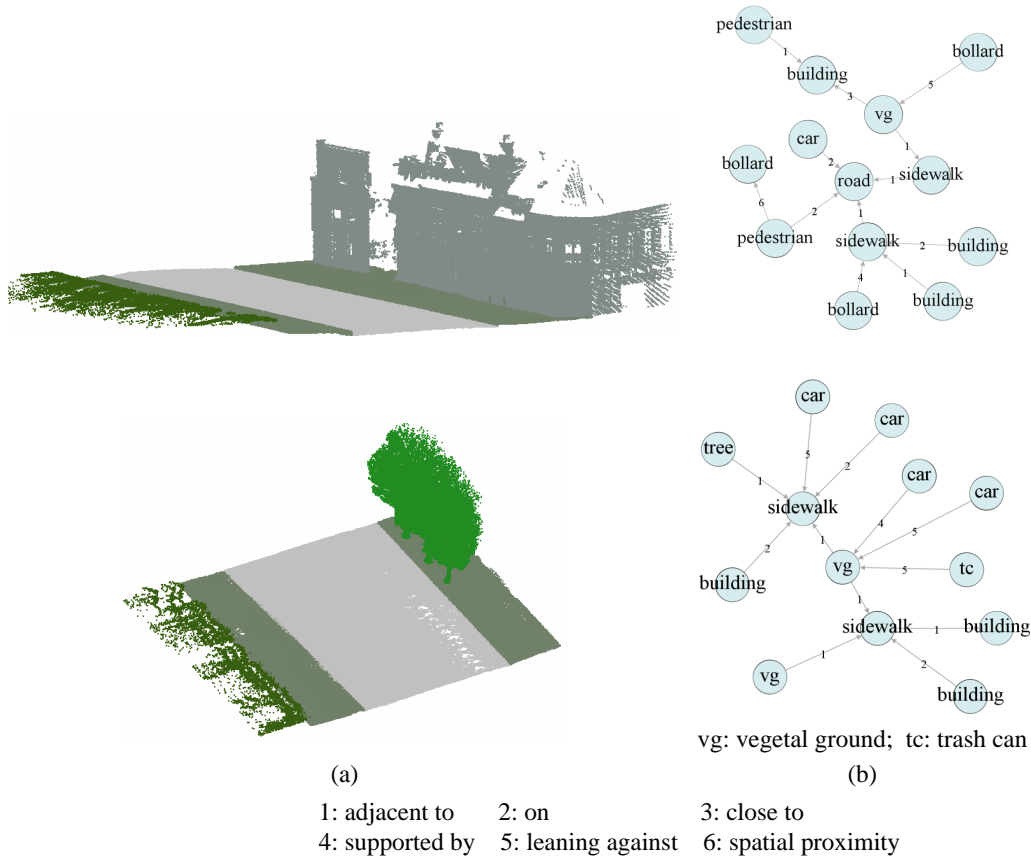 (b)
pedestrian
1
building
bollard
3
5
vg
car
1
bollard
2
road
1
sidewalk
6
2
1
pedestrian
sidewalk
2
building
4
1
bollard
building
car
car
tree
5
2
car
car
1
sidewalk
4
5
2
1
building
vg
5
tc
1
sidewalk
1
building
vg
1
2
building
vg: vegetal ground; tc: trash can
(a)
(b)
1: adjacent to 2: on 3: close to
4: supported by 5: leaning against 6: spatial proximity